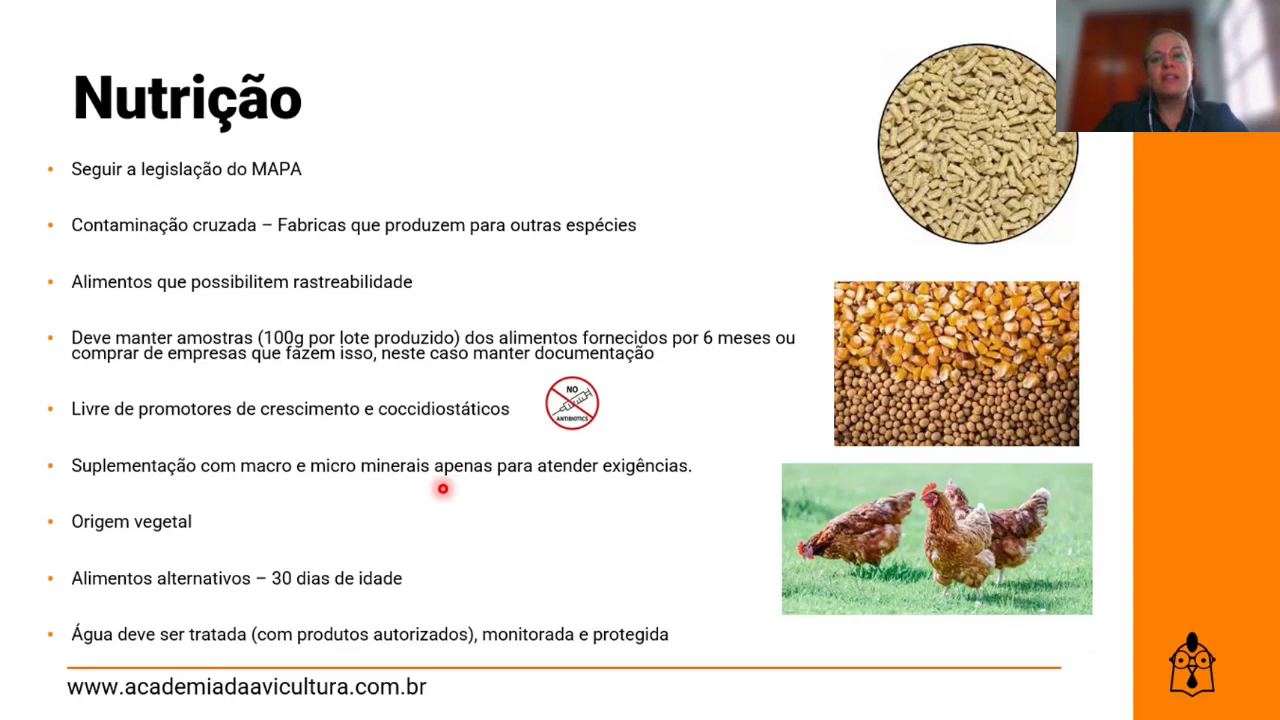 Nutrição
• Seguir a legislação do MAPA
• Contaminação cruzada – Fabricas que produzem para outras espécies
• Alimentos que possibilitem rastreabilidade
• Deve manter amostras (100g por lote produzido) dos alimentos fornecidos por 6 meses ou
comprar de empresas que fazem isso, neste caso manter documentação
• Livre de promotores de crescimento e coccidiostáticos
NO
ANTIBIOTICS
• Suplementação com macro e micro minerais apenas para atender exigências.
• Origem vegetal
• Alimentos alternativos – 30 dias de idade
• Água deve ser tratada (com produtos autorizados), monitorada e protegida
www.academiadaavicultura.com.br